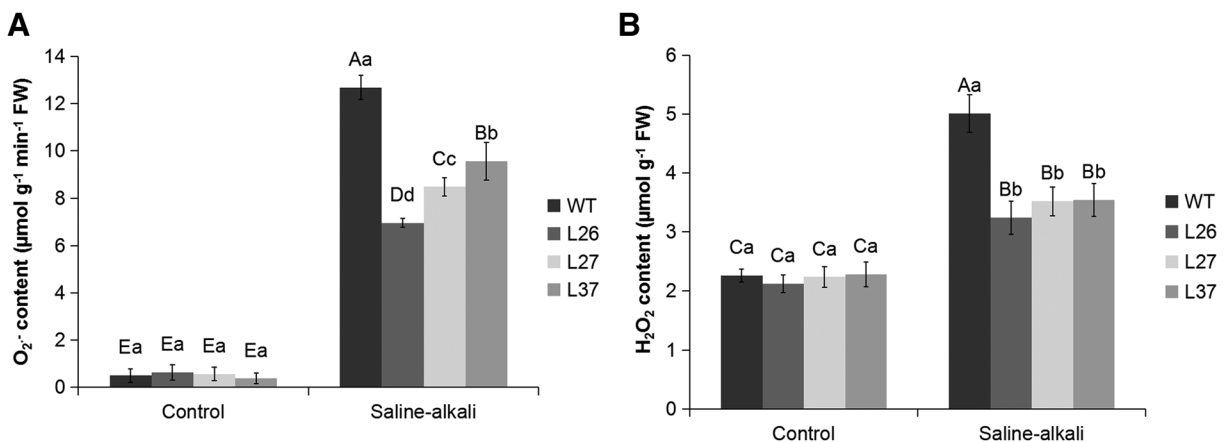 A
O₂·⁻ content (µmol g⁻¹ min⁻¹ FW)
14
12
10
8
6
4
2
0
Ea
Ea
Ea
Ea
Aa
Dd
Cc
Bb
Control
Saline-alkali
WT
L26
L27
L37
B
H₂O₂ content (µmol g⁻¹ FW)
6
5
4
3
2
1
0
Ca
Ca
Ca
Ca
Aa
Bb
Bb
Bb
Control
Saline-alkali
WT
L26
L27
L37